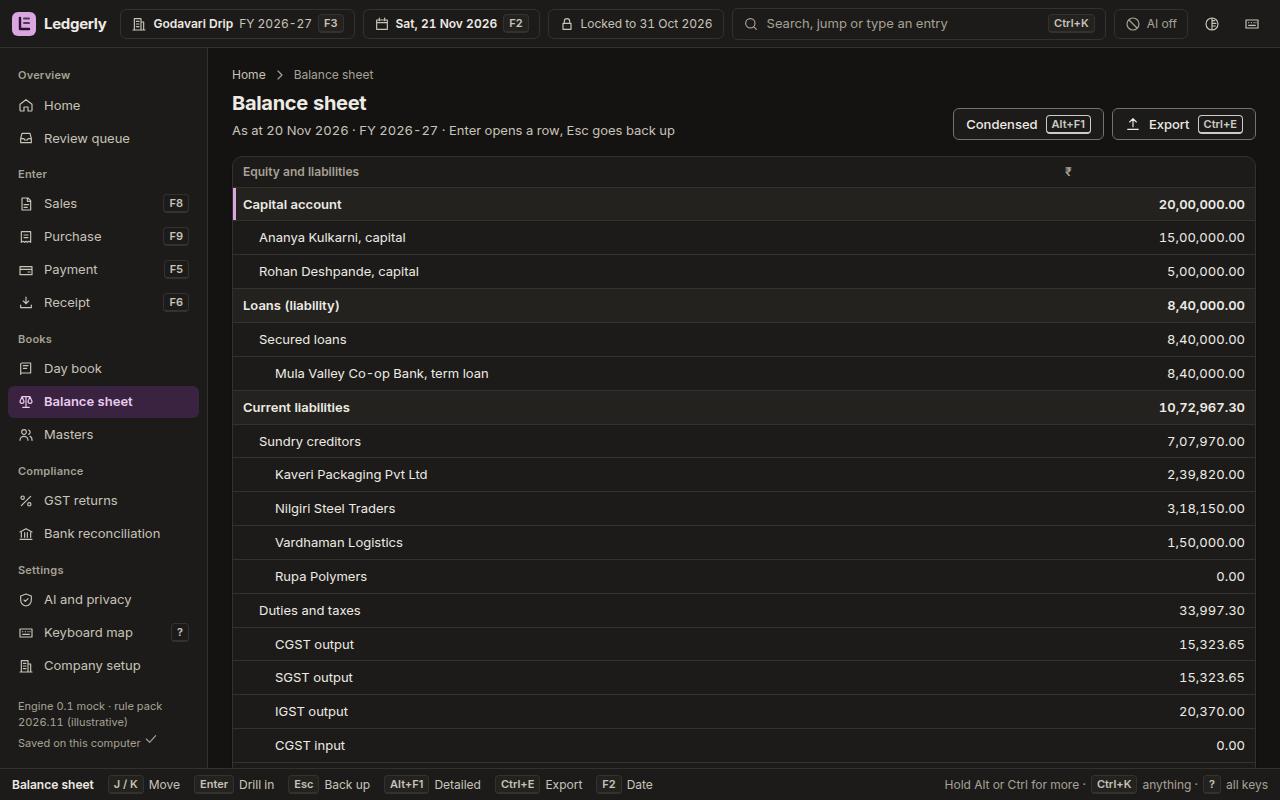 Ledgerly
Godavari Drip FY 2026-27 F3
Sat, 21 Nov 2026 F2
Locked to 31 Oct 2026
Search, jump or type an entry Ctrl+K
AI off
Overview
Home
Review queue
Enter
Sales F8
Purchase F9
Payment F5
Receipt F6
Books
Day book
Balance sheet
Masters
Compliance
GST returns
Bank reconciliation
Settings
AI and privacy
Keyboard map ?
Company setup
Engine 0.1 mock · rule pack
2026.11 (illustrative)
Saved on this computer
Home > Balance sheet
Balance sheet
As at 20 Nov 2026 · FY 2026-27 · Enter opens a row, Esc goes back up
Condensed Alt+F1
Export Ctrl+E
Equity and liabilities ₹
Capital account 20,00,000.00
Ananya Kulkarni, capital 15,00,000.00
Rohan Deshpande, capital 5,00,000.00
Loans (liability) 8,40,000.00
Secured loans 8,40,000.00
Mula Valley Co-op Bank, term loan 8,40,000.00
Current liabilities 10,72,967.30
Sundry creditors 7,07,970.00
Kaveri Packaging Pvt Ltd 2,39,820.00
Nilgiri Steel Traders 3,18,150.00
Vardhaman Logistics 1,50,000.00
Rupa Polymers 0.00
Duties and taxes 33,997.30
CGST output 15,323.65
SGST output 15,323.65
IGST output 20,370.00
CGST input 0.00
Balance sheet J / K Move Enter Drill in Esc Back up Alt+F1 Detailed Ctrl+E Export F2 Date
Hold Alt or Ctrl for more · Ctrl+K anything · ? all keys